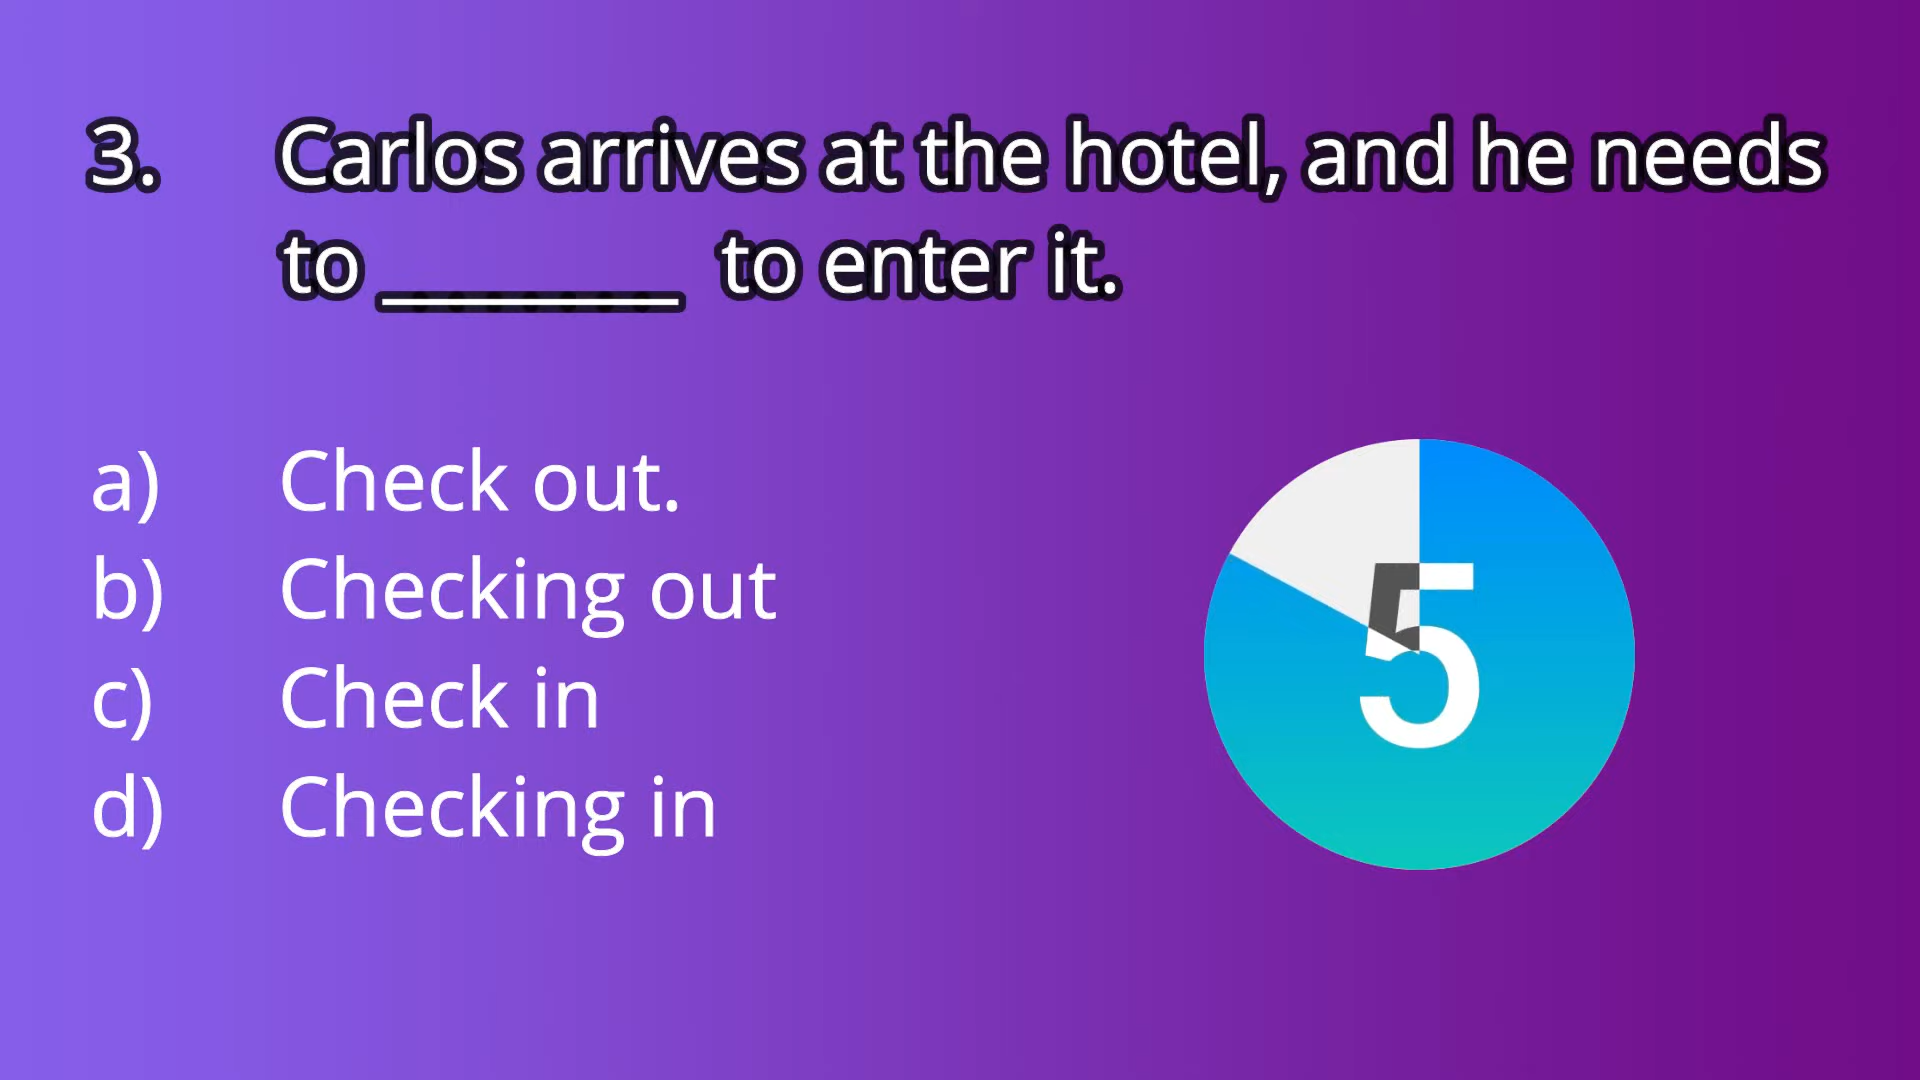 3. Carlos arrives at the hotel, and he needs
to _______ to enter it.
a) Check out.
b) Checking out
c) Check in
d) Checking in
5